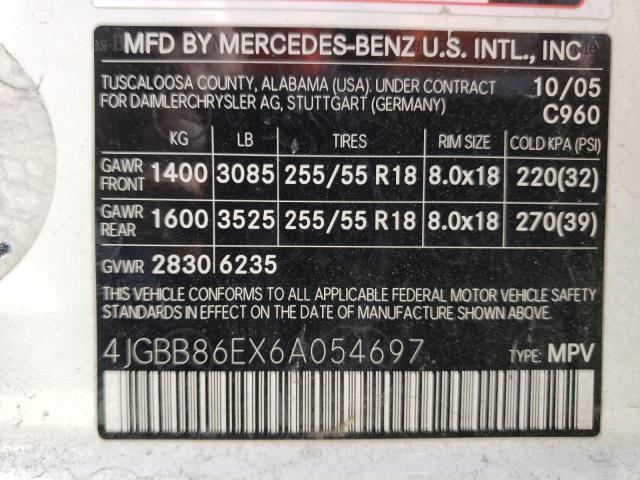 MFD BY MERCEDES-BENZ U.S. INTL., INC
TUSCALOOSA COUNTY, ALABAMA (USA). UNDER CONTRACT 10/05
FOR DAIMLERCHRYSLER AG, STUTTGART (GERMANY) C960
KG LB TIRES RIM SIZE COLD KPA (PSI)
GAWR FRONT 1400 3085 255/55 R18 8.0x18 220(32)
GAWR REAR 1600 3525 255/55 R18 8.0x18 270(39)
GVWR 2830 6235
THIS VEHICLE CONFORMS TO ALL APPLICABLE FEDERAL MOTOR VEHICLE SAFETY
STANDARDS IN EFFECT ON THE DATE OF MANUFACTURE SHOWN ABOVE.
4JGBB86EX6A054697 TYPE: MPV